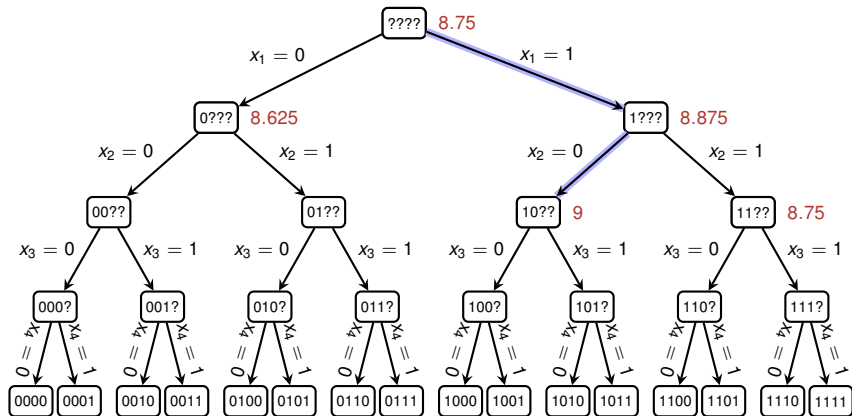 ???? 8.75
x₁ = 0 x₁ = 1
0??? 8.625 1??? 8.875
x₂ = 0 x₂ = 1 x₂ = 0 x₂ = 1
00?? 01?? 10?? 9 11?? 8.75
x₃ = 0 x₃ = 1 x₃ = 0 x₃ = 1 x₃ = 0 x₃ = 1 x₃ = 0 x₃ = 1
000? 001? 010? 011? 100? 101? 110? 111?
x₄ = 0 x₄ = 1 x₄ = 0 x₄ = 1 x₄ = 0 x₄ = 1 x₄ = 0 x₄ = 1 x₄ = 0 x₄ = 1 x₄ = 0 x₄ = 1 x₄ = 0 x₄ = 1 x₄ = 0 x₄ = 1
0000 0001 0010 0011 0100 0101 0110 0111 1000 1001 1010 1011 1100 1101 1110 1111